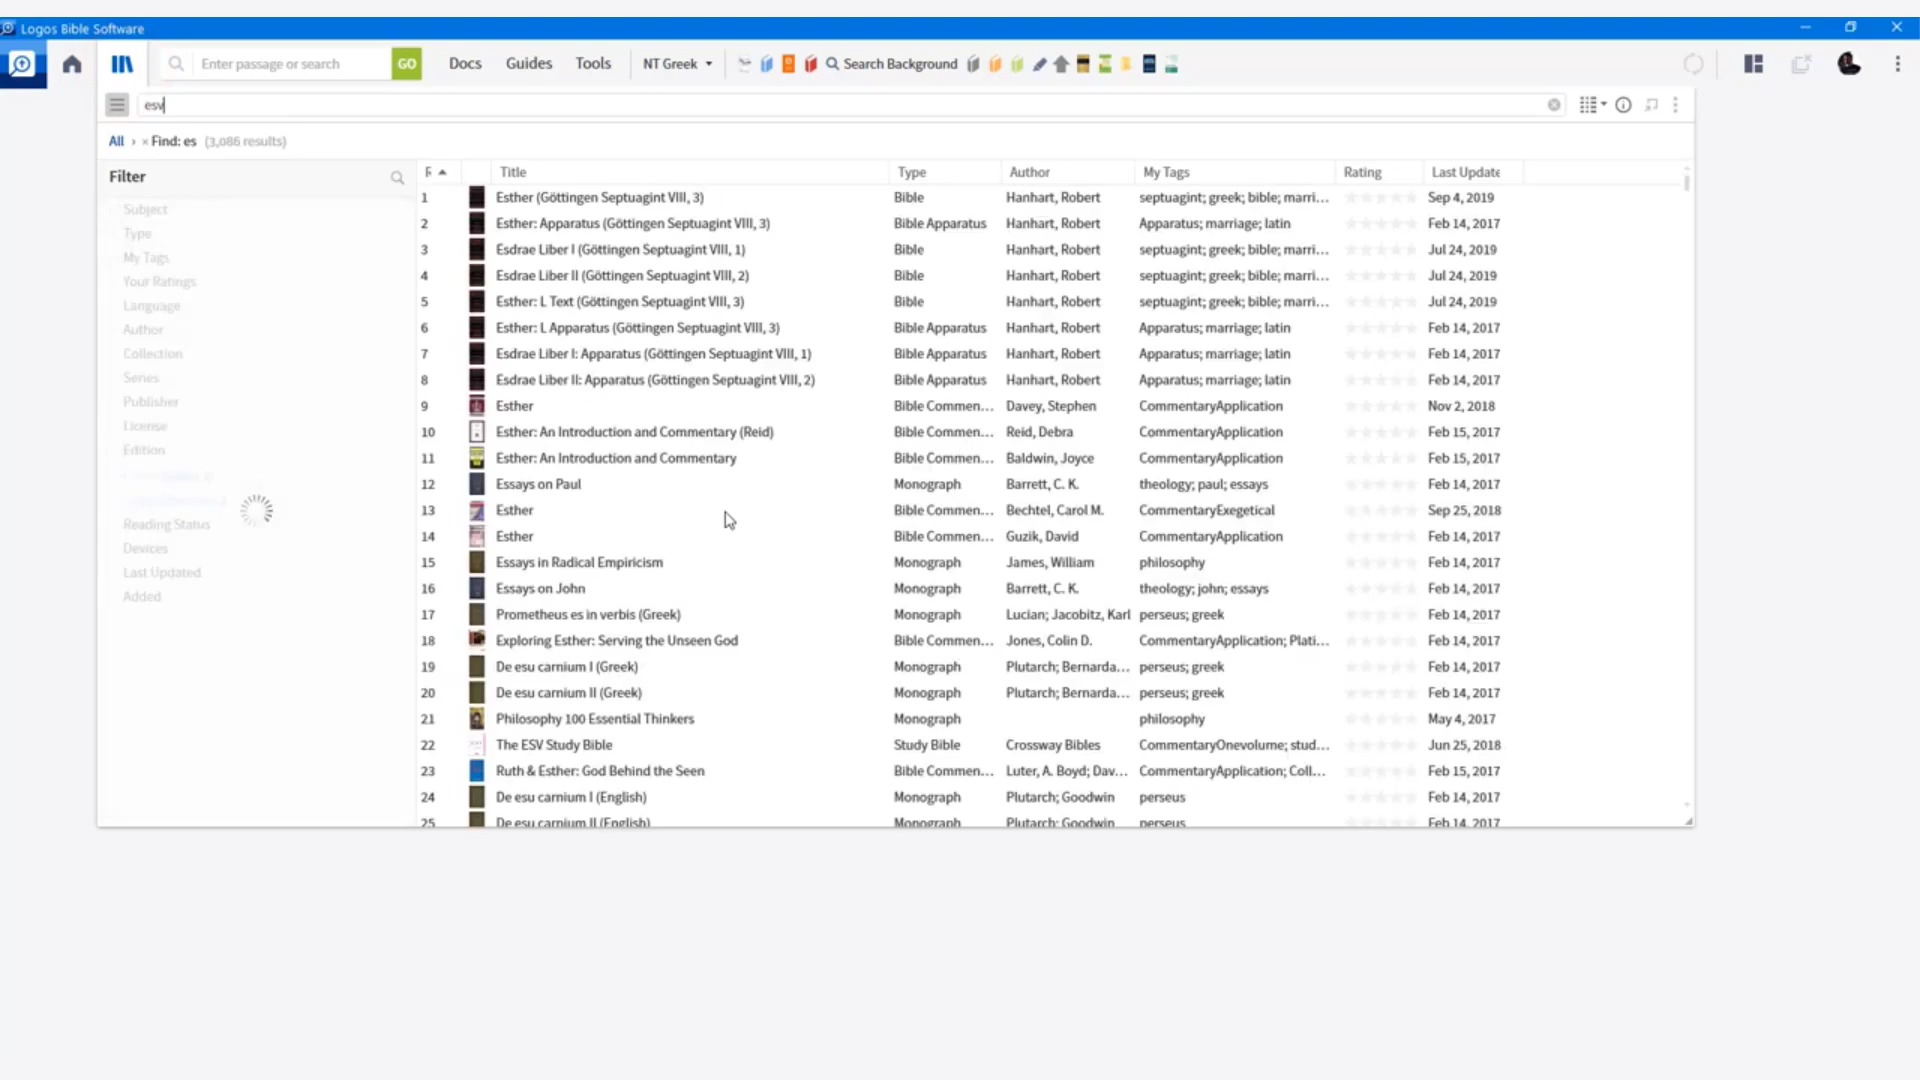 Logos Bible Software
Enter passage or search GO Docs Guides Tools NT Greek Search Background
esv
All › × Find: es (3,086 results)
Filter
Subject
Type
My Tags
Your Ratings
Language
Author
Collection
Series
Publisher
License
Edition
Reading Status
Devices
Last Updated
Added
Title Type Author My Tags Rating Last Update
1 Esther (Göttingen Septuagint VIII, 3) Bible Hanhart, Robert septuagint; greek; bible; marri... Sep 4, 2019
2 Esther: Apparatus (Göttingen Septuagint VIII, 3) Bible Apparatus Hanhart, Robert Apparatus; marriage; latin Feb 14, 2017
3 Esdrae Liber I (Göttingen Septuagint VIII, 1) Bible Hanhart, Robert septuagint; greek; bible; marri... Jul 24, 2019
4 Esdrae Liber II (Göttingen Septuagint VIII, 2) Bible Hanhart, Robert septuagint; greek; bible; marri... Jul 24, 2019
5 Esther: L Text (Göttingen Septuagint VIII, 3) Bible Hanhart, Robert septuagint; greek; bible; marri... Jul 24, 2019
6 Esther: L Apparatus (Göttingen Septuagint VIII, 3) Bible Apparatus Hanhart, Robert Apparatus; marriage; latin Feb 14, 2017
7 Esdrae Liber I: Apparatus (Göttingen Septuagint VIII, 1) Bible Apparatus Hanhart, Robert Apparatus; marriage; latin Feb 14, 2017
8 Esdrae Liber II: Apparatus (Göttingen Septuagint VIII, 2) Bible Apparatus Hanhart, Robert Apparatus; marriage; latin Feb 14, 2017
9 Esther Bible Commen... Davey, Stephen CommentaryApplication Nov 2, 2018
10 Esther: An Introduction and Commentary (Reid) Bible Commen... Reid, Debra CommentaryApplication Feb 15, 2017
11 Esther: An Introduction and Commentary Bible Commen... Baldwin, Joyce CommentaryApplication Feb 15, 2017
12 Essays on Paul Monograph Barrett, C. K. theology; paul; essays Feb 14, 2017
13 Esther Bible Commen... Bechtel, Carol M. CommentaryExegetical Sep 25, 2018
14 Esther Bible Commen... Guzik, David CommentaryApplication Feb 14, 2017
15 Essays in Radical Empiricism Monograph James, William philosophy Feb 14, 2017
16 Essays on John Monograph Barrett, C. K. theology; john; essays Feb 14, 2017
17 Prometheus es in verbis (Greek) Monograph Lucian; Jacobitz, Karl perseus; greek Feb 14, 2017
18 Exploring Esther: Serving the Unseen God Bible Commen... Jones, Colin D. CommentaryApplication; Plati... Feb 14, 2017
19 De esu carnium I (Greek) Monograph Plutarch; Bernarda... perseus; greek Feb 14, 2017
20 De esu carnium II (Greek) Monograph Plutarch; Bernarda... perseus; greek Feb 14, 2017
21 Philosophy 100 Essential Thinkers Monograph philosophy May 4, 2017
22 The ESV Study Bible Study Bible Crossway Bibles CommentaryOnevolume; stud... Jun 25, 2018
23 Ruth & Esther: God Behind the Seen Bible Commen... Luter, A. Boyd; Dav... CommentaryApplication; Coll... Feb 15, 2017
24 De esu carnium I (English) Monograph Plutarch; Goodwin perseus Feb 14, 2017
25 De esu carnium II (English) Monograph Plutarch; Goodwin perseus Feb 14, 2017